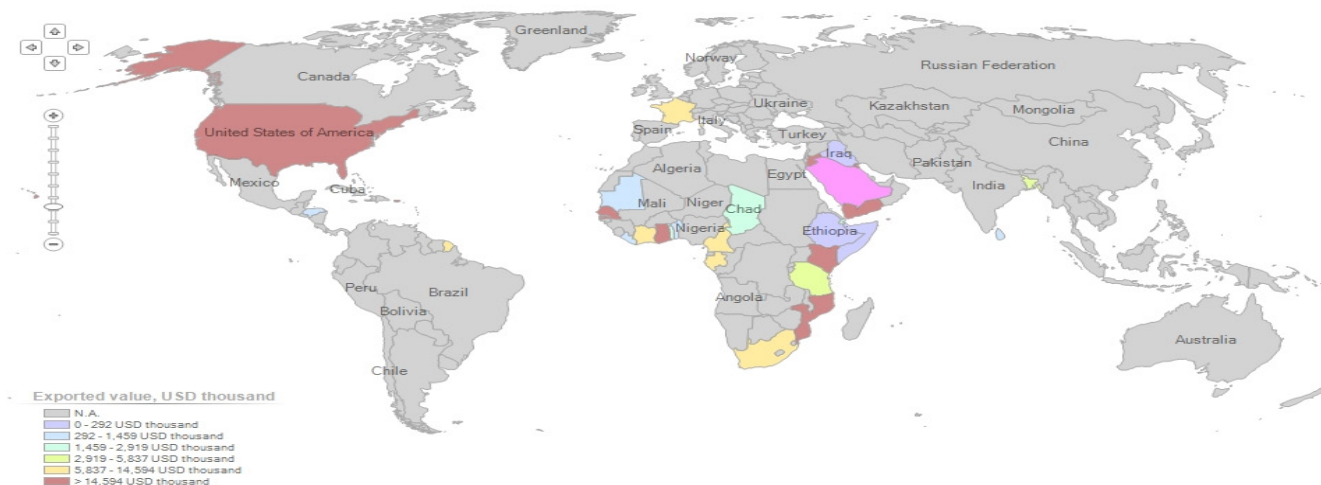 Greenland
Norway
Russian Federation
Canada
Ukraine
Kazakhstan
Mongolia
Italy
Spain
Turkey
China
United States of America
Iraq
Pakistan
Algeria
Egypt
Mexico
Cuba
India
Mali
Niger
Chad
Nigeria
Ethiopia
Peru
Brazil
Angola
Bolivia
Australia
Chile
Exported value, USD thousand
N.A.
0 - 292 USD thousand
292 - 1,459 USD thousand
1,459 - 2,919 USD thousand
2,919 - 5,837 USD thousand
5,837 - 14,594 USD thousand
> 14,594 USD thousand